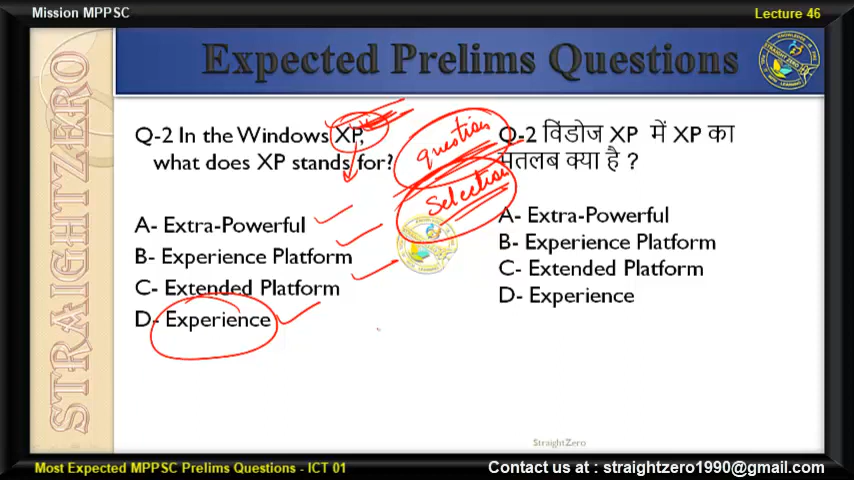 Mission MPPSC
Lecture 46
Expected Prelims Questions
STRAIGHTZERO
Q-2 In the Windows XP,
what does XP stands for?
A- Extra-Powerful
B- Experience Platform
C- Extended Platform
D- Experience
question
Selection
Q-2 विंडोज XP में XP का
मतलब क्या है ?
A- Extra-Powerful
B- Experience Platform
C- Extended Platform
D- Experience
StraightZero
Most Expected MPPSC Prelims Questions - ICT 01
Contact us at : straightzero1990@gmail.com